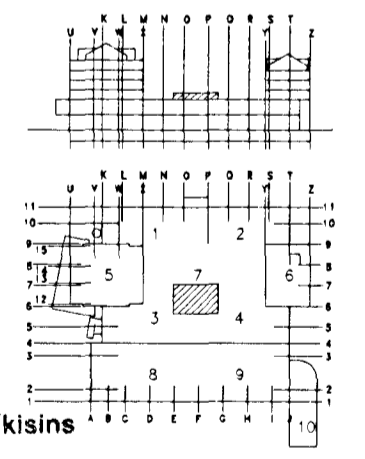 U V K W L M X N O P Q R Y S T Z
U V K W L M X N O P Q R Y S T Z
11 11
10 10
1 2
9 9
15
8 14 8
13
5 7 6
7 7
12
6 6
3 4
5 5
4 4
3 3
8 9
2 2
1 1
A B C D E F G H I J
10
kisins